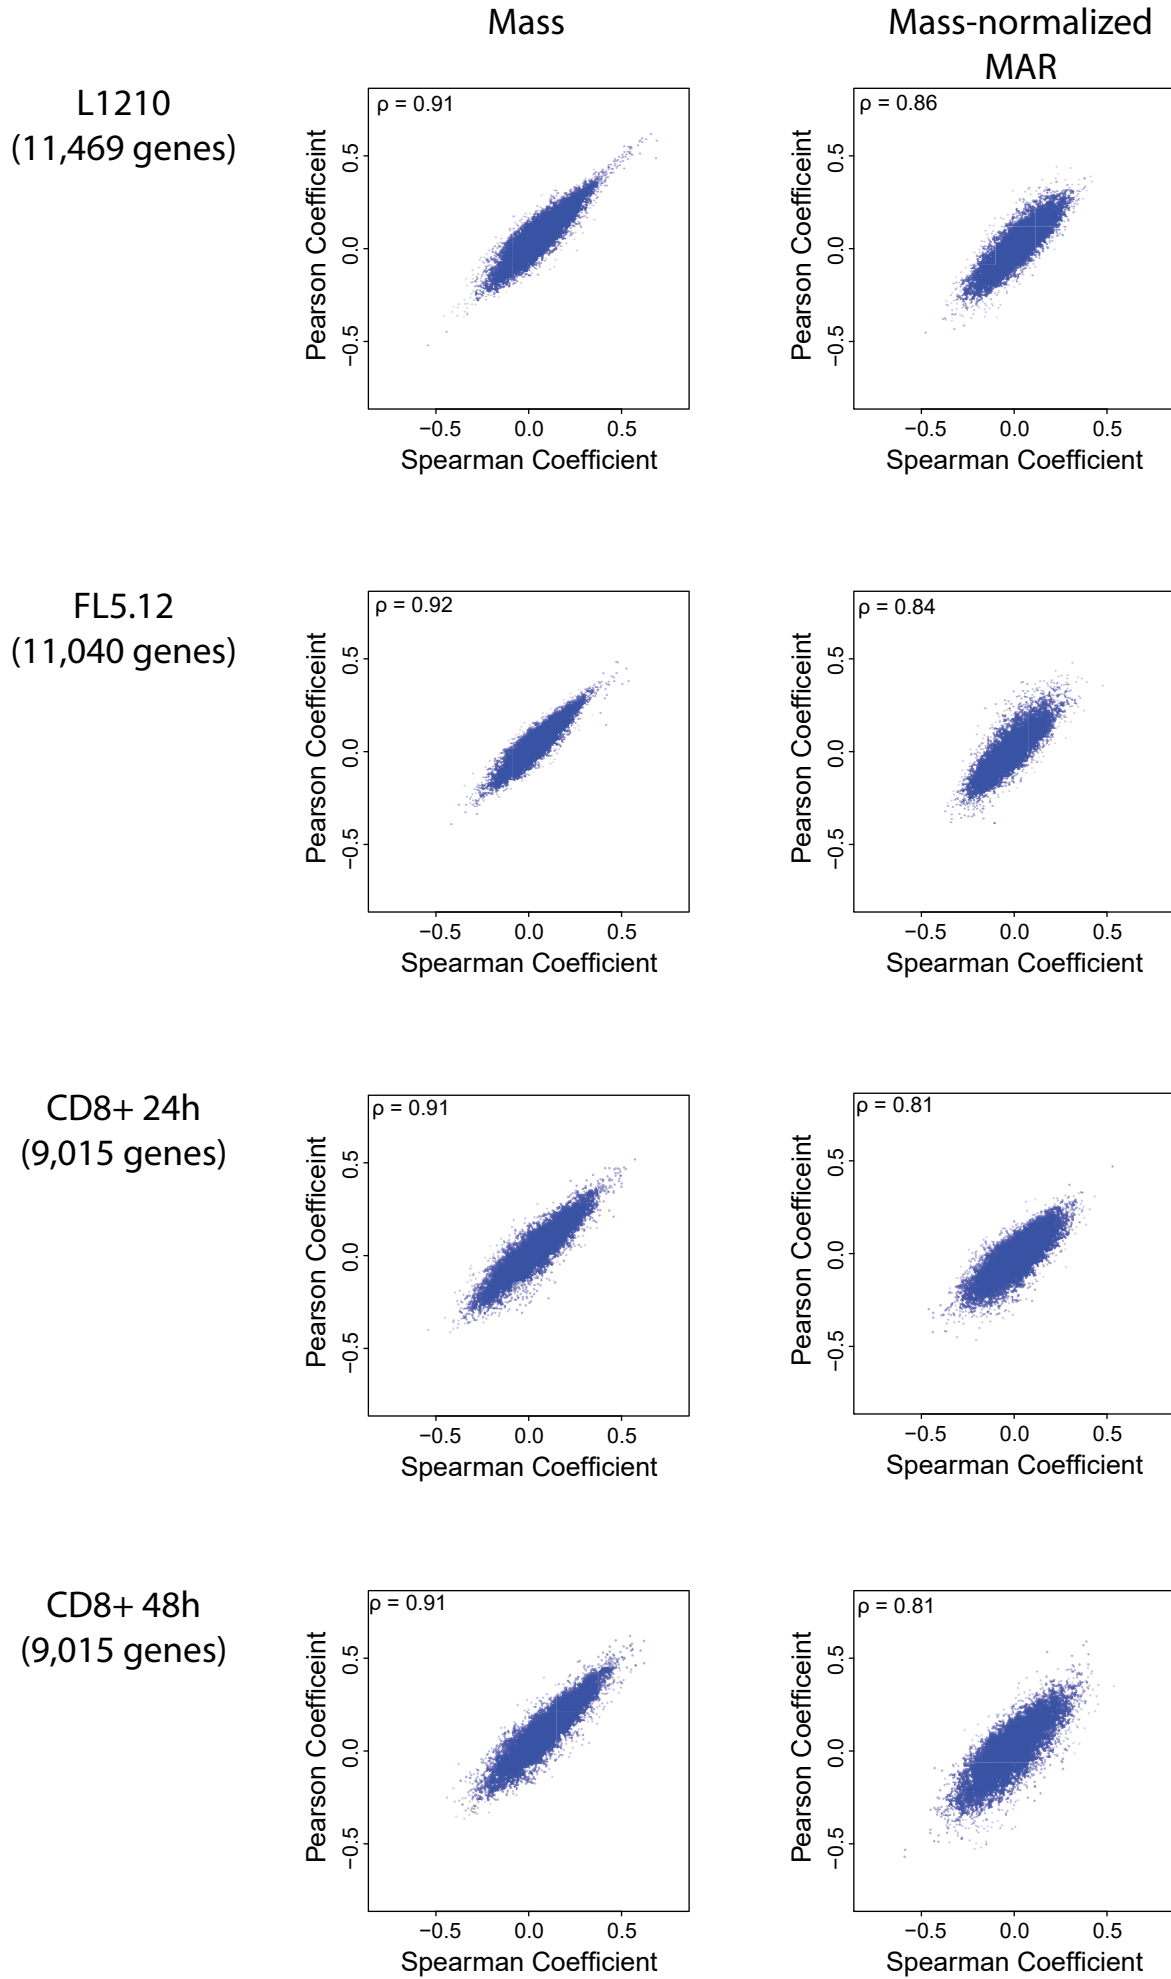 Mass
Mass-normalized
MAR
L1210
(11,469 genes)
ρ = 0.91
Pearson Coefficeint
0.5
0.0
−0.5
−0.5 0.0 0.5
Spearman Coefficient
ρ = 0.86
Pearson Coefficeint
0.5
0.0
−0.5
−0.5 0.0 0.5
Spearman Coefficient
FL5.12
(11,040 genes)
ρ = 0.92
Pearson Coefficeint
0.5
0.0
−0.5
−0.5 0.0 0.5
Spearman Coefficient
ρ = 0.84
Pearson Coefficeint
0.5
0.0
−0.5
−0.5 0.0 0.5
Spearman Coefficient
CD8+ 24h
(9,015 genes)
ρ = 0.91
Pearson Coefficeint
0.5
0.0
−0.5
−0.5 0.0 0.5
Spearman Coefficient
ρ = 0.81
Pearson Coefficeint
0.5
0.0
−0.5
−0.5 0.0 0.5
Spearman Coefficient
CD8+ 48h
(9,015 genes)
ρ = 0.91
Pearson Coefficeint
0.5
0.0
−0.5
−0.5 0.0 0.5
Spearman Coefficient
ρ = 0.81
Pearson Coefficeint
0.5
0.0
−0.5
−0.5 0.0 0.5
Spearman Coefficient